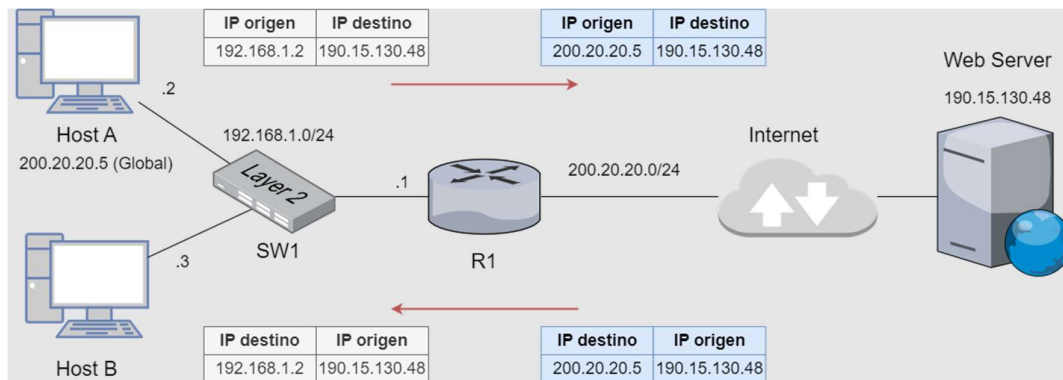 IP origen IP destino
192.168.1.2 190.15.130.48
IP origen IP destino
200.20.20.5 190.15.130.48
Web Server
190.15.130.48
.2
Host A
200.20.20.5 (Global)
192.168.1.0/24
Layer 2
SW1
.1
R1
200.20.20.0/24
Internet
.3
Host B
IP destino IP origen
192.168.1.2 190.15.130.48
IP destino IP origen
200.20.20.5 190.15.130.48